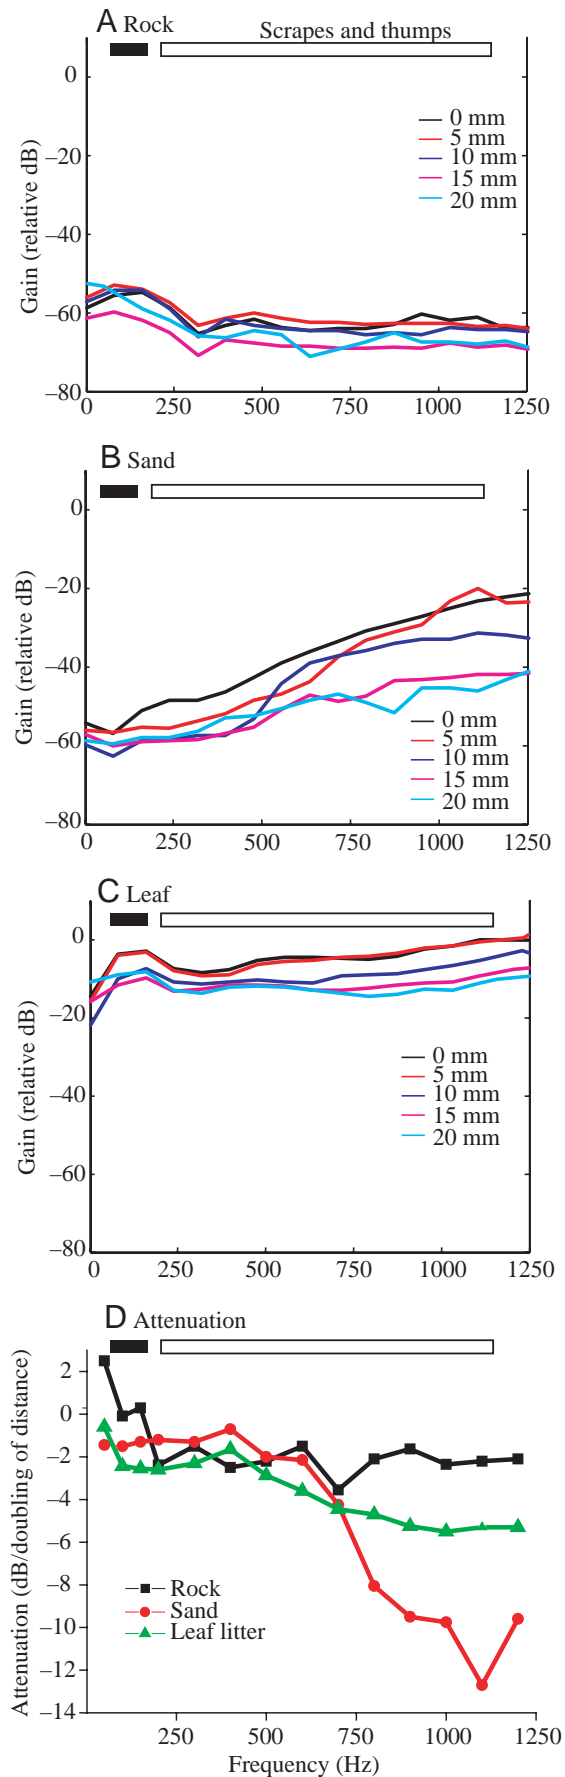 A Rock
Scrapes and thumps
0
–20
–40
–60
–80
Gain (relative dB)
0 mm
5 mm
10 mm
15 mm
20 mm
0 250 500 750 1000 1250
B Sand
0
–20
–40
–60
–80
Gain (relative dB)
0 mm
5 mm
10 mm
15 mm
20 mm
0 250 500 750 1000 1250
C Leaf
0
–20
–40
–60
–80
Gain (relative dB)
0 mm
5 mm
10 mm
15 mm
20 mm
0 250 500 750 1000 1250
D Attenuation
2
0
–2
–4
–6
–8
–10
–12
–14
Attenuation (dB/doubling of distance)
Rock
Sand
Leaf litter
250 500 750 1000 1250
Frequency (Hz)